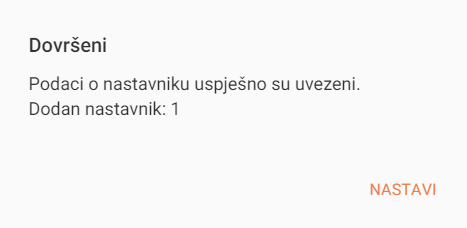 Dovršeni
Podaci o nastavniku uspješno su uvezeni.
Dodan nastavnik: 1
NASTAVI